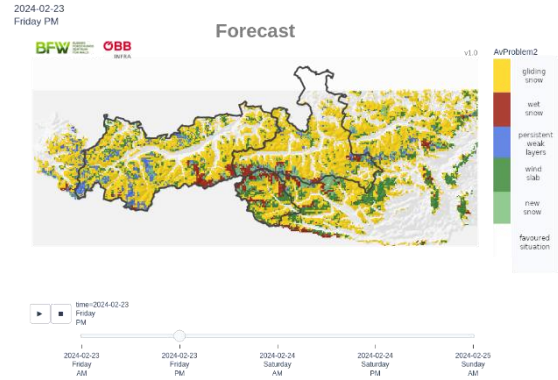 2024-02-23
Friday PM
Forecast
BFW
ÖBB
INFRA
v1.0
AvProblem2
gliding
snow
wet
snow
persistent
weak
layers
wind
slab
new
snow
favoured
situation
time=2024-02-23
Friday
PM
2024-02-23 2024-02-23 2024-02-24 2024-02-24 2024-02-25
Friday Friday Saturday Saturday Sunday
AM PM AM PM AM